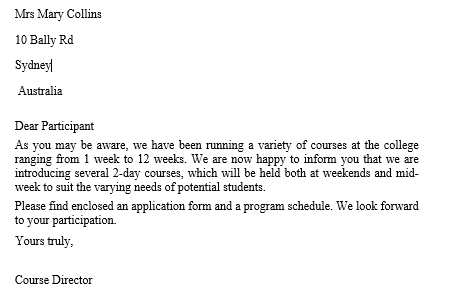 Mrs Mary Collins
10 Bally Rd
Sydney
Australia
Dear Participant
As you may be aware, we have been running a variety of courses at the college
ranging from 1 week to 12 weeks. We are now happy to inform you that we are
introducing several 2-day courses, which will be held both at weekends and mid-
week to suit the varying needs of potential students.
Please find enclosed an application form and a program schedule. We look forward
to your participation.
Yours truly,
Course Director